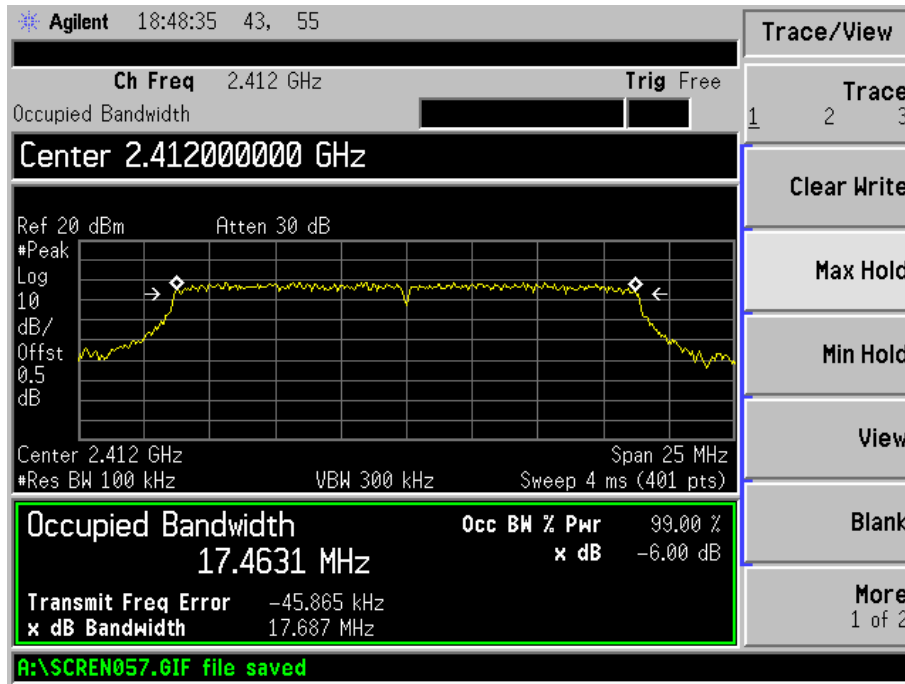 Agilent 18:48:35 43, 55
Ch Freq 2.412 GHz Trig Free
Occupied Bandwidth
Center 2.412000000 GHz
Ref 20 dBm Atten 30 dB
#Peak
Log
10
dB/
Offst
0.5
dB
Center 2.412 GHz Span 25 MHz
#Res BW 100 kHz VBW 300 kHz Sweep 4 ms (401 pts)
Occupied Bandwidth
17.4631 MHz
Occ BW % Pwr 99.00 %
x dB -6.00 dB
Transmit Freq Error -45.865 kHz
x dB Bandwidth 17.687 MHz
A:\SCREN057.GIF file saved
Trace/View
Trace
1 2 3
Clear Write
Max Hold
Min Hold
View
Blank
More
1 of 2